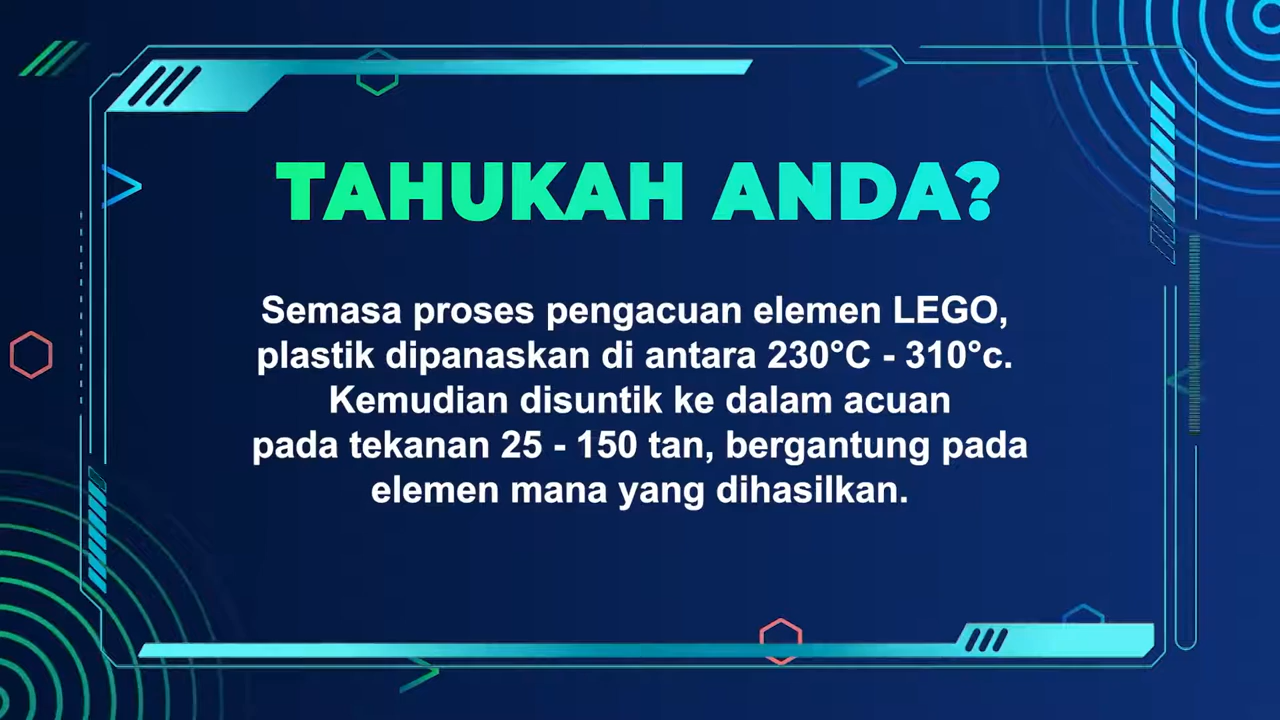 TAHUKAH ANDA?
Semasa proses pengacuan elemen LEGO,
plastik dipanaskan di antara 230°C - 310°c.
Kemudian disuntik ke dalam acuan
pada tekanan 25 - 150 tan, bergantung pada
elemen mana yang dihasilkan.